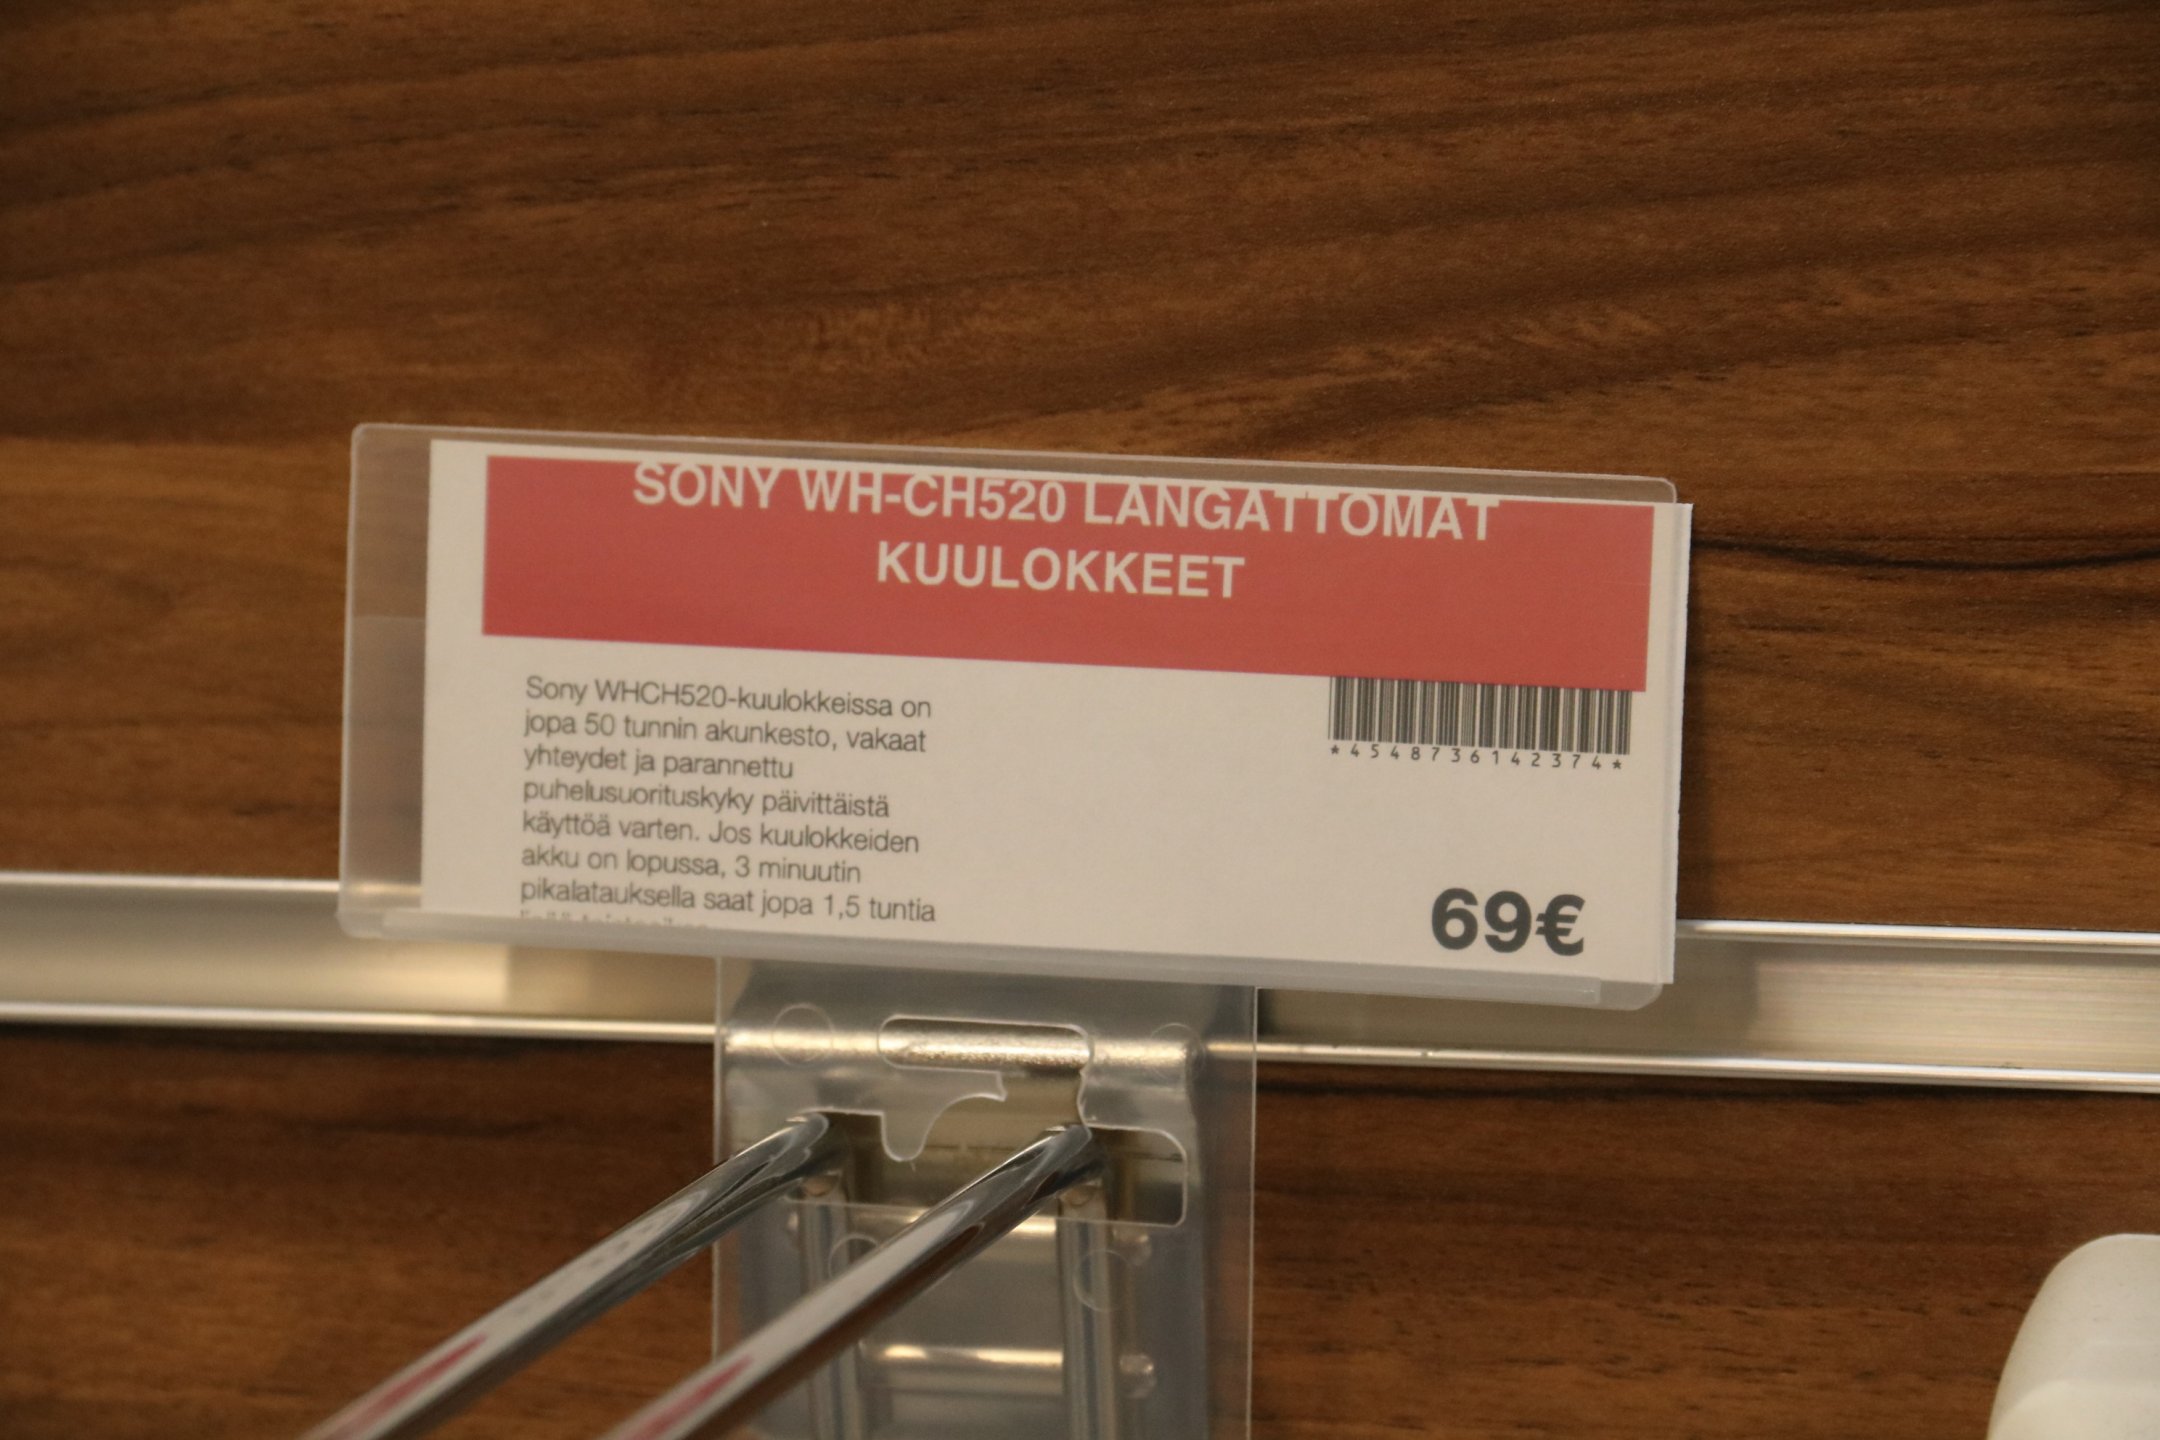 SONY WH-CH520 LANGATTOMAT
KUULOKKEET
Sony WHCH520-kuulokkeissa on
jopa 50 tunnin akunkesto, vakaat
yhteydet ja parannettu
puhelusuorituskyky päivittäistä
käyttöä varten. Jos kuulokkeiden
akku on lopussa, 3 minuutin
pikalatauksella saat jopa 1,5 tuntia
*4548736142374*
69€